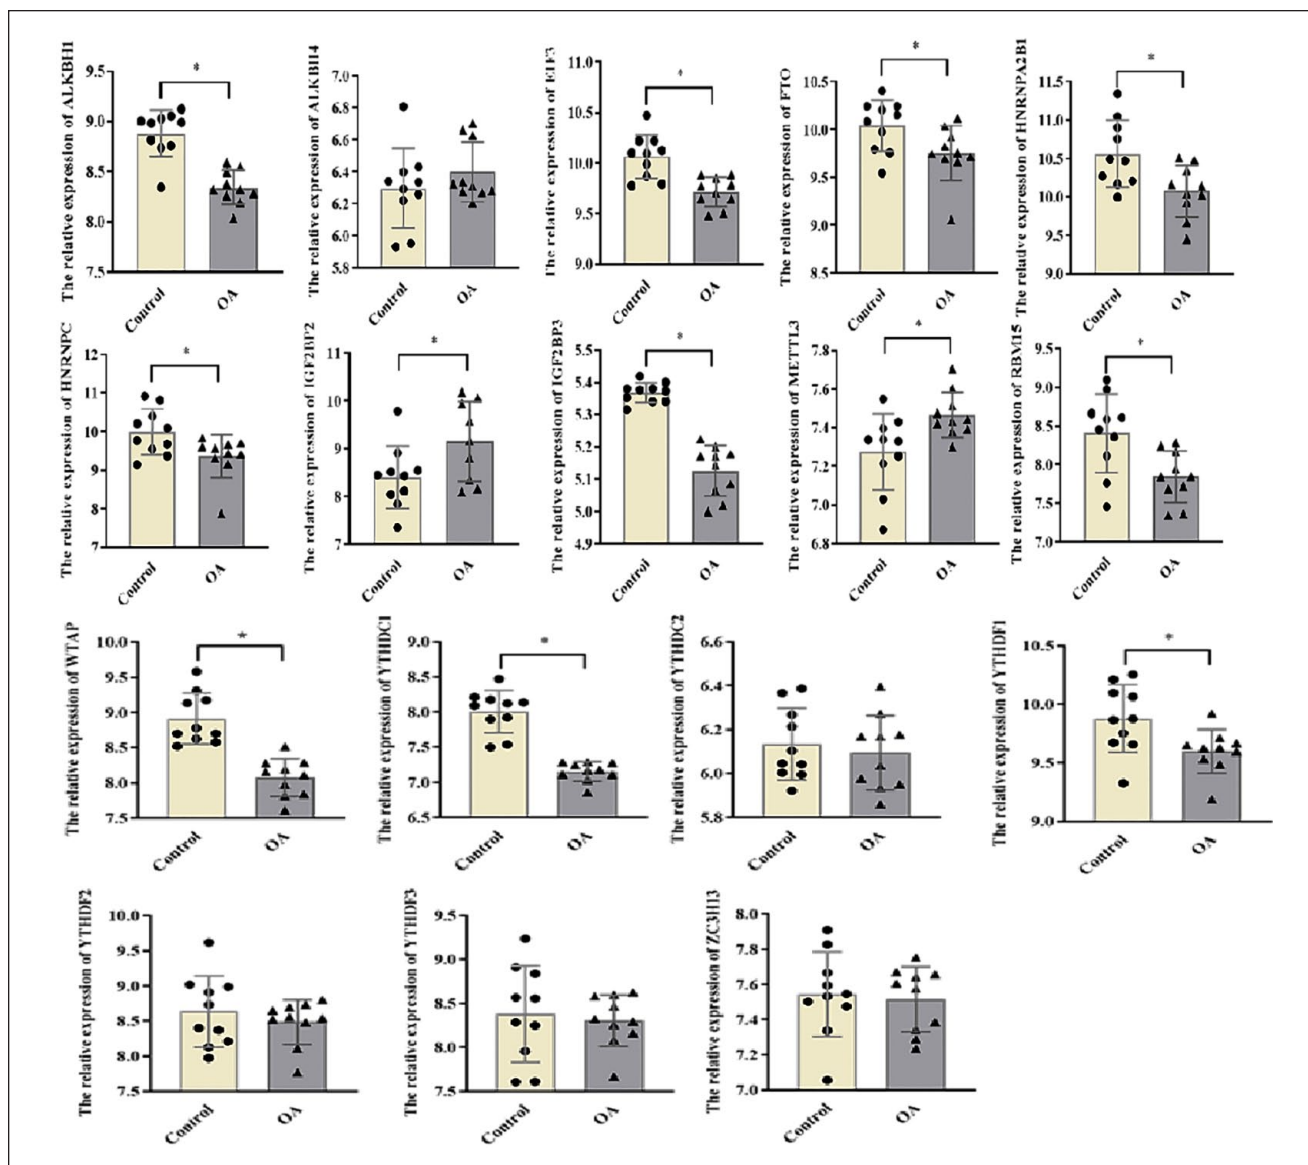 The relative expression of ALKBH1
9.5
9.0
8.5
8.0
7.5
*
Control
OA
The relative expression of ALKBH4
7.0
6.8
6.6
6.4
6.2
6.0
5.8
Control
OA
The relative expression of EIF3
11.0
10.5
10.0
9.5
9.0
*
Control
OA
The relative expression of FTO
10.5
10.0
9.5
9.0
8.5
*
Control
OA
The relative expression of HNRNPA2B1
11.5
11.0
10.5
10.0
9.5
9.0
*
Control
OA
The relative expression of HNRNPC
12
11
10
9
8
7
*
Control
OA
The relative expression of IGF2BP2
11
10
9
8
7
*
Control
OA
The relative expression of IGF2BP3
5.5
5.4
5.3
5.2
5.1
5.0
4.9
*
Control
OA
The relative expression of METTL3
7.8
7.6
7.4
7.2
7.0
6.8
*
Control
OA
The relative expression of RBM15
9.5
9.0
8.5
8.0
7.5
7.0
*
Control
OA
The relative expression of WTAP
10.0
9.5
9.0
8.5
8.0
7.5
*
Control
OA
The relative expression of YTHDC1
9.0
8.5
8.0
7.5
7.0
6.5
*
Control
OA
The relative expression of YTHDC2
6.6
6.4
6.2
6.0
5.8
Control
OA
The relative expression of YTHDF1
10.5
10.0
9.5
9.0
*
Control
OA
The relative expression of YTHDF2
10.0
9.5
9.0
8.5
8.0
7.5
Control
OA
The relative expression of YTHDF3
9.5
9.0
8.5
8.0
7.5
Control
OA
The relative expression of ZC3H13
8.0
7.8
7.6
7.4
7.2
7.0
Control
OA